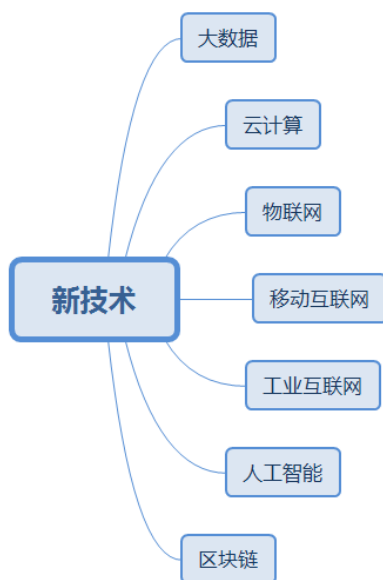 大数据
云计算
物联网
新技术
移动互联网
工业互联网
人工智能
区块链